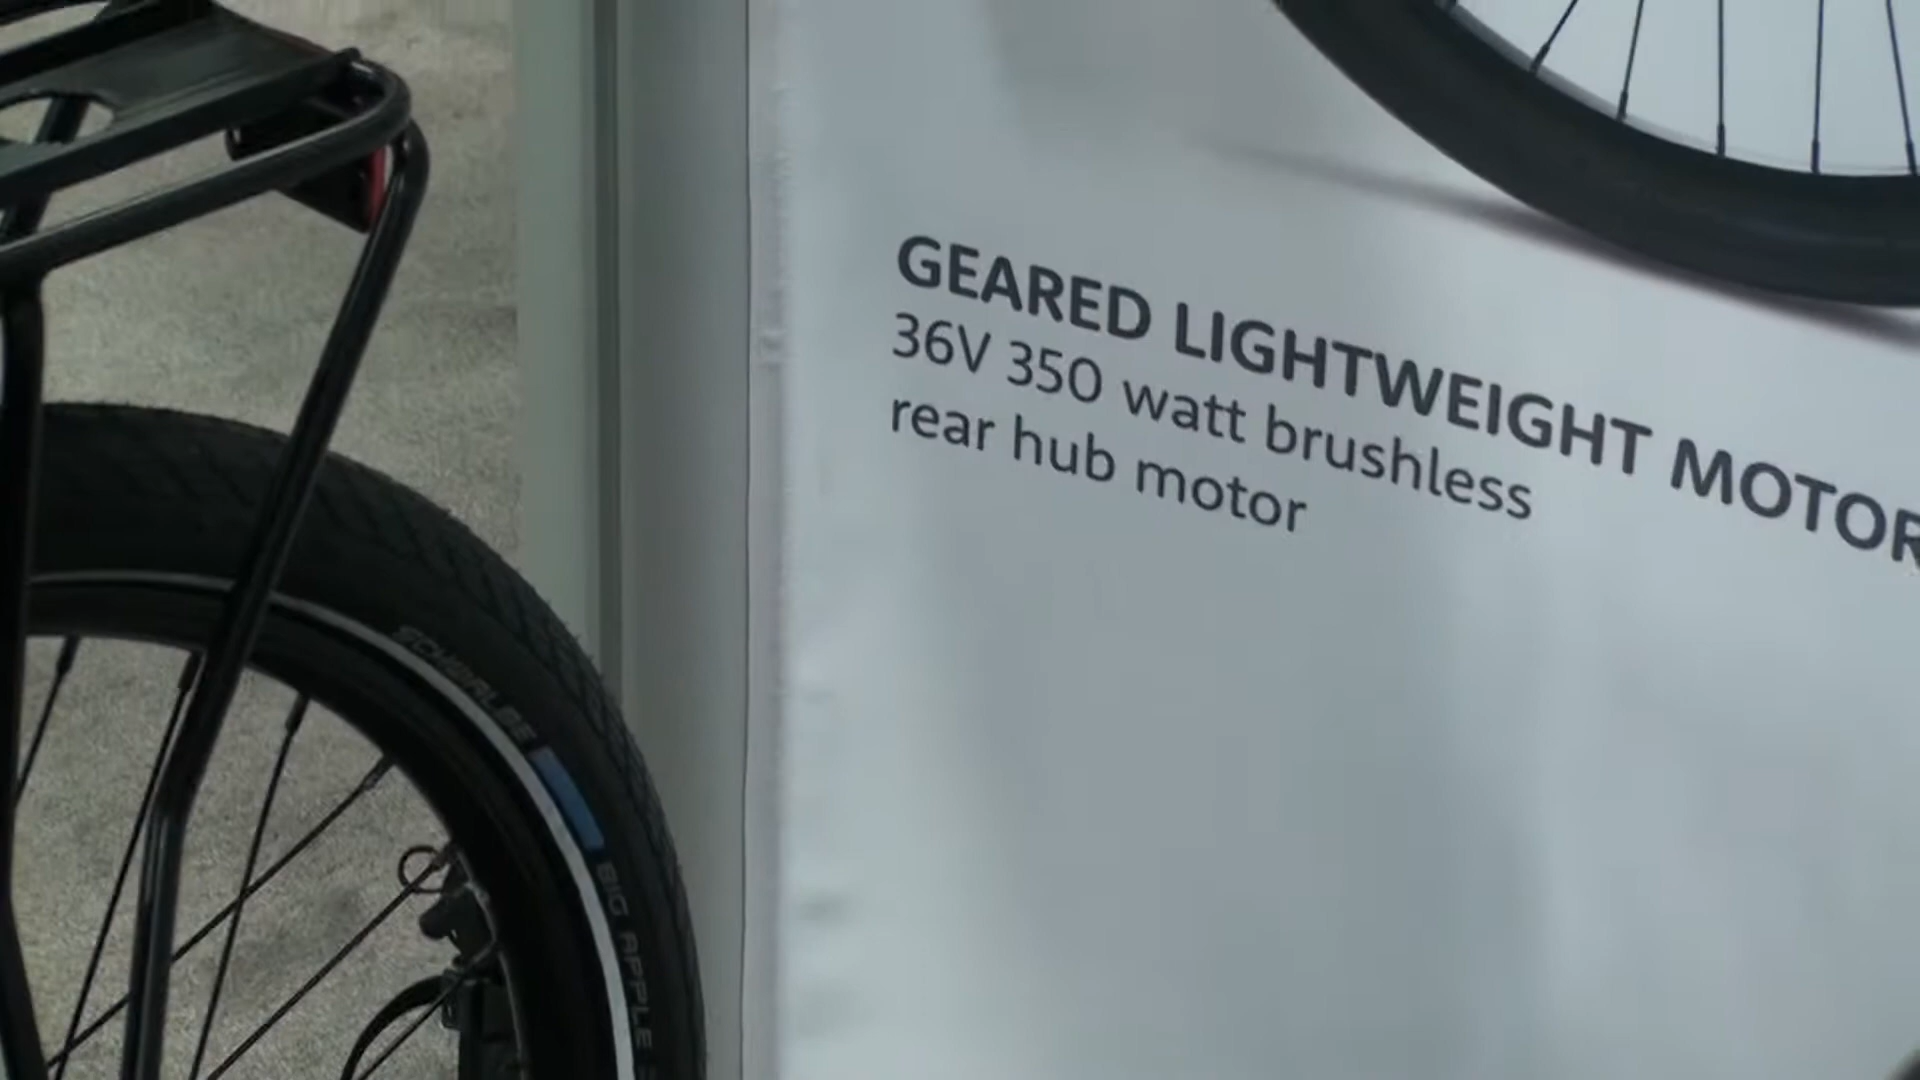 GEARED LIGHTWEIGHT MOTOR
36V 350 watt brushless
rear hub motor
SCHWALBE
BIG APPLE